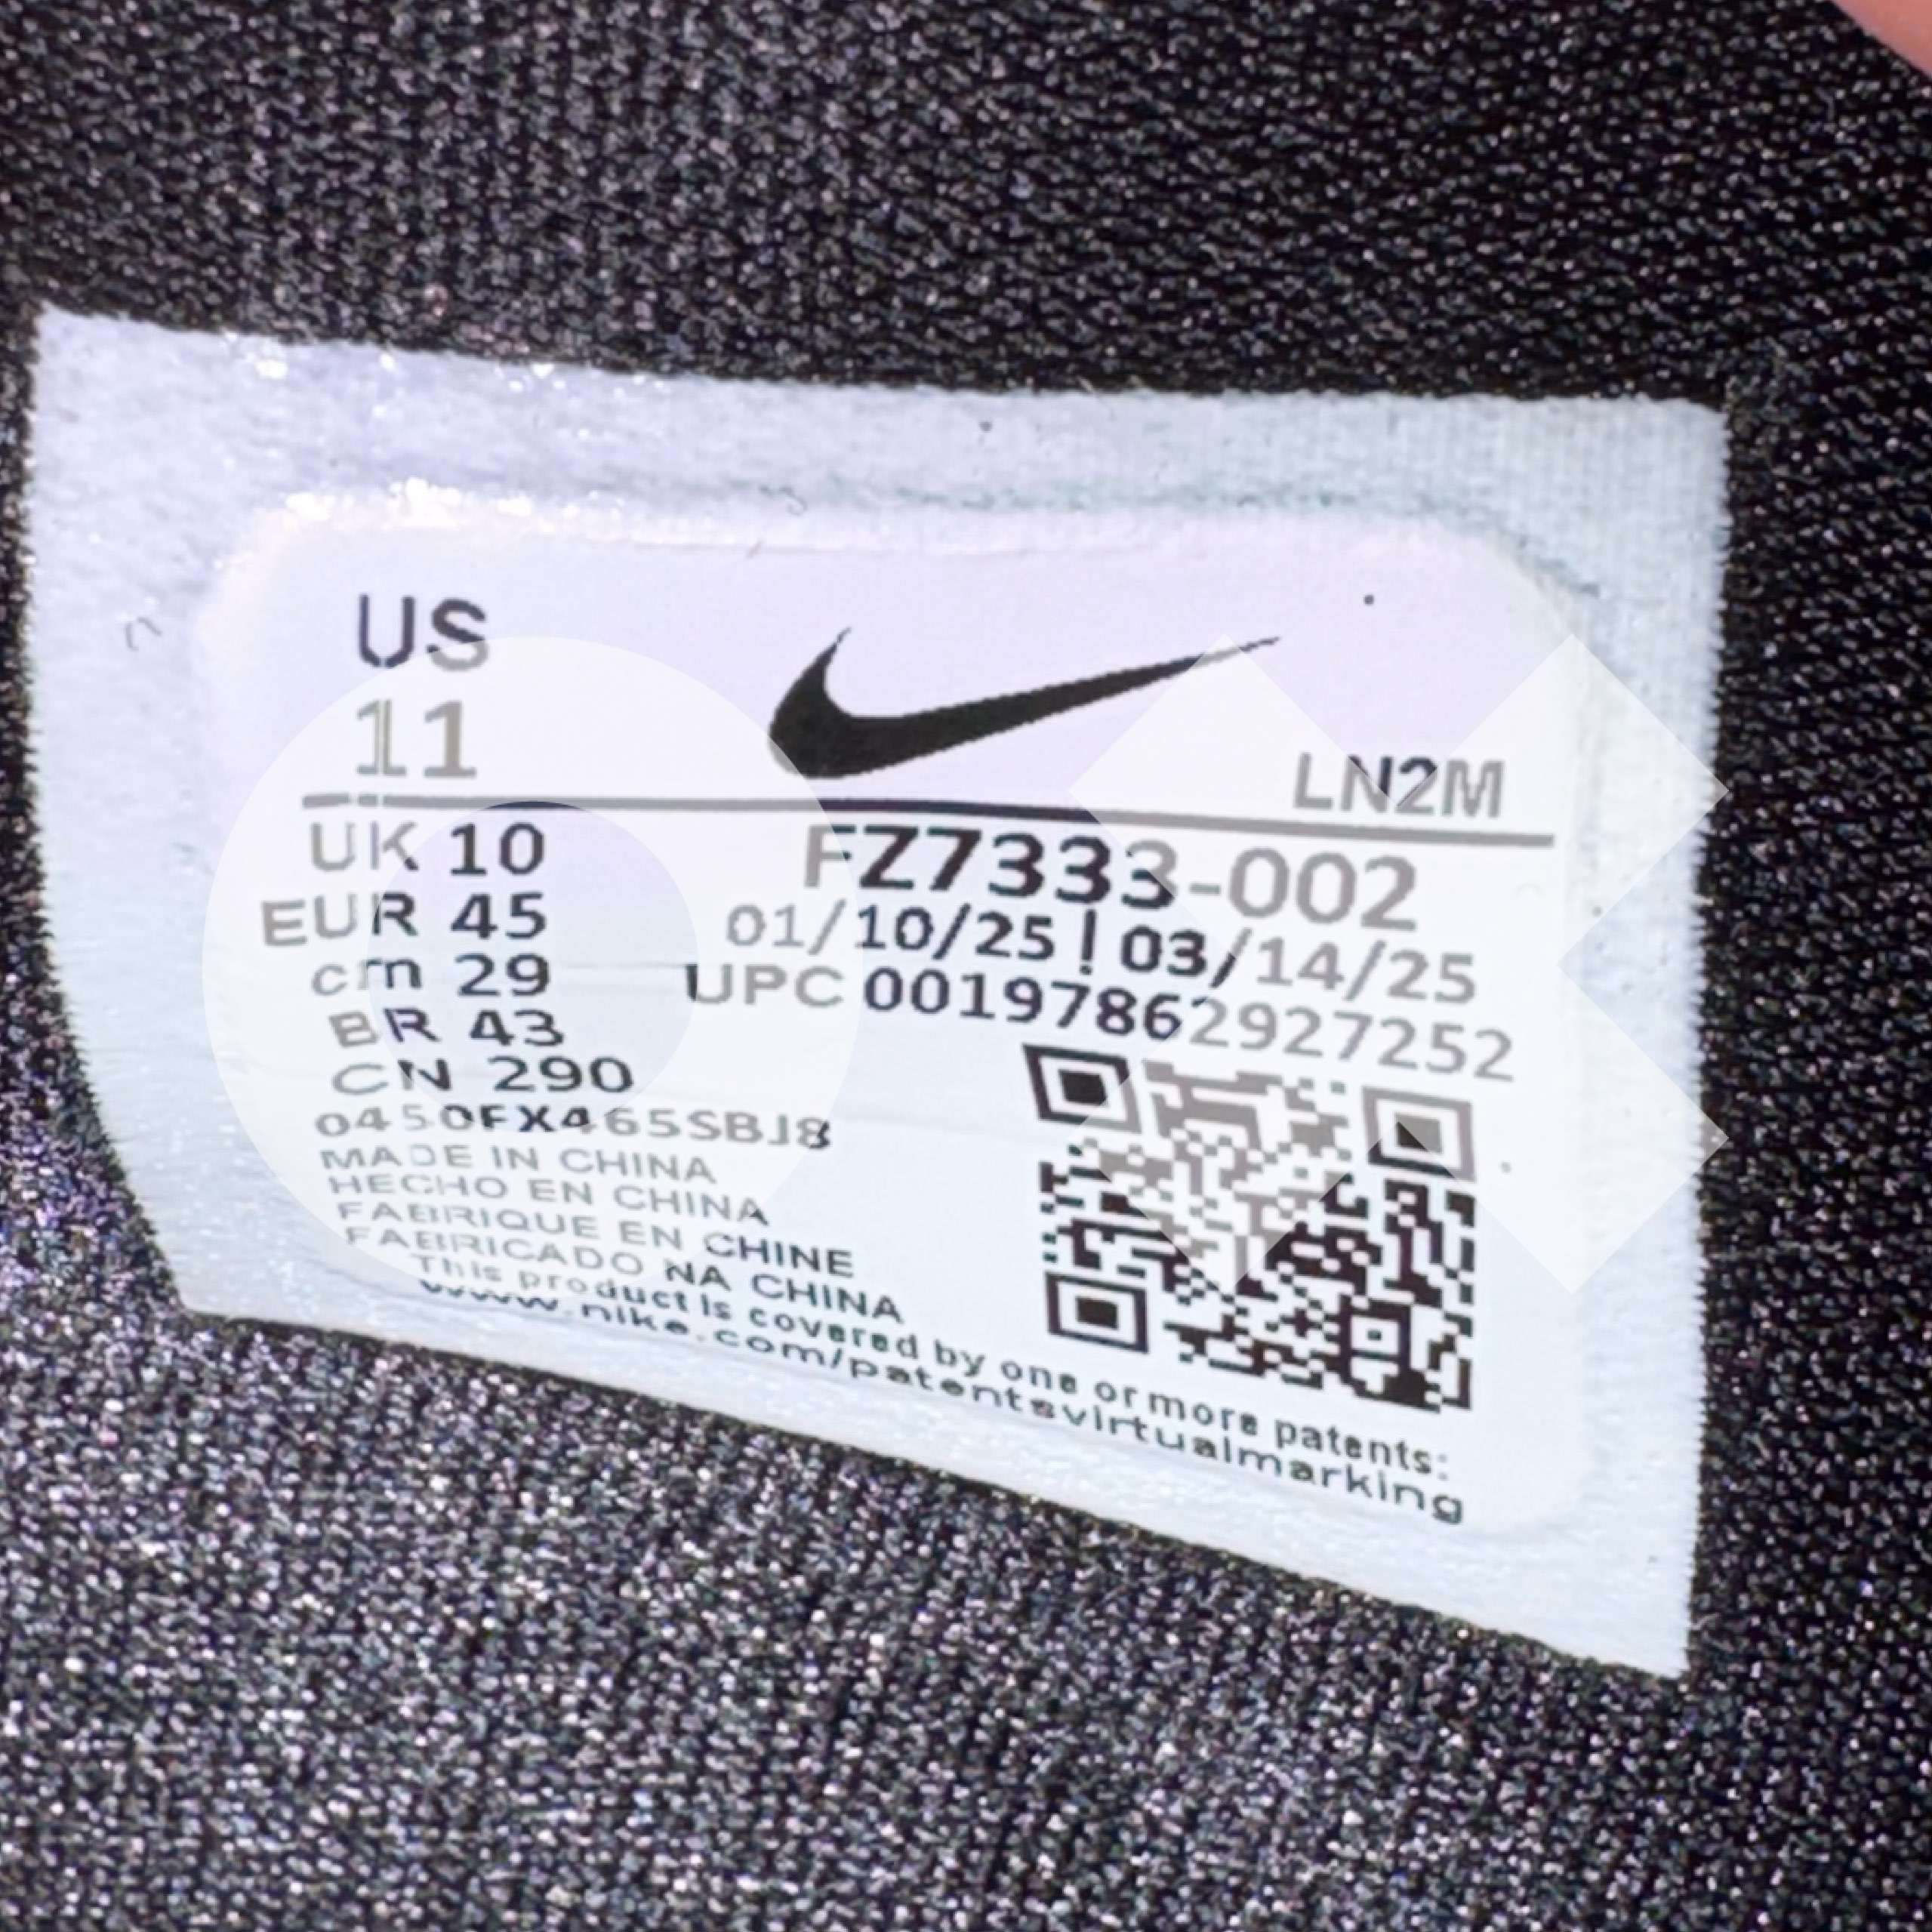 US
11
LN2M
UK 10
EUR 45
cm 29
BR 43
CN 290
FZ7333-002
01/10/25 | 03/14/25
UPC 00197862927252
0450FX465SBJ8
MADE IN CHINA
HECHO EN CHINA
FABRIQUE EN CHINE
FABRICADO NA CHINA
This product is covered by one or more patents:
www.nike.com/patentsvirtualmarking